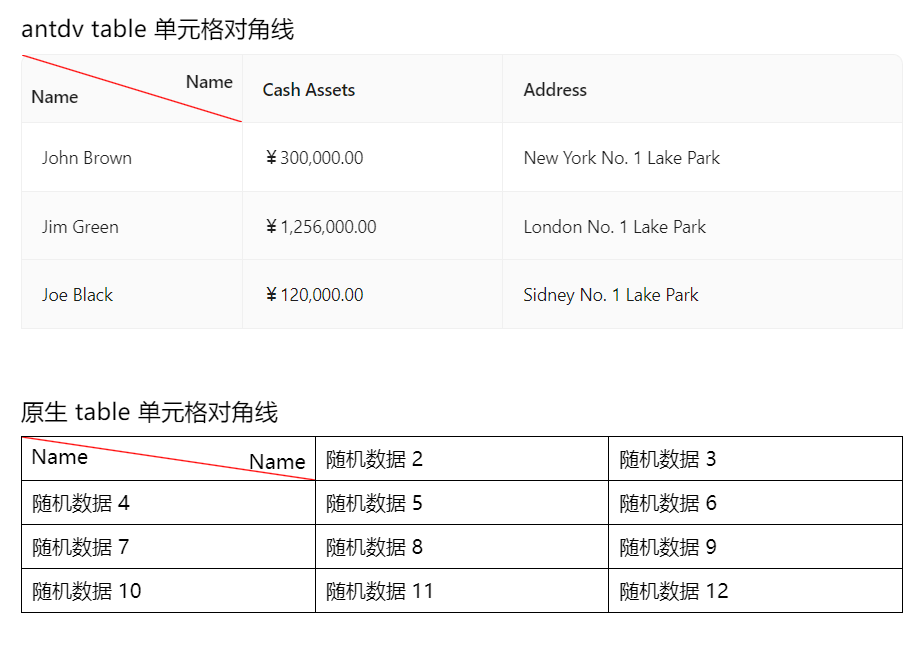 antdv table 单元格对角线
Name Name Cash Assets Address
John Brown ￥300,000.00 New York No. 1 Lake Park
Jim Green ￥1,256,000.00 London No. 1 Lake Park
Joe Black ￥120,000.00 Sidney No. 1 Lake Park
原生 table 单元格对角线
Name Name 随机数据 2 随机数据 3
随机数据 4 随机数据 5 随机数据 6
随机数据 7 随机数据 8 随机数据 9
随机数据 10 随机数据 11 随机数据 12